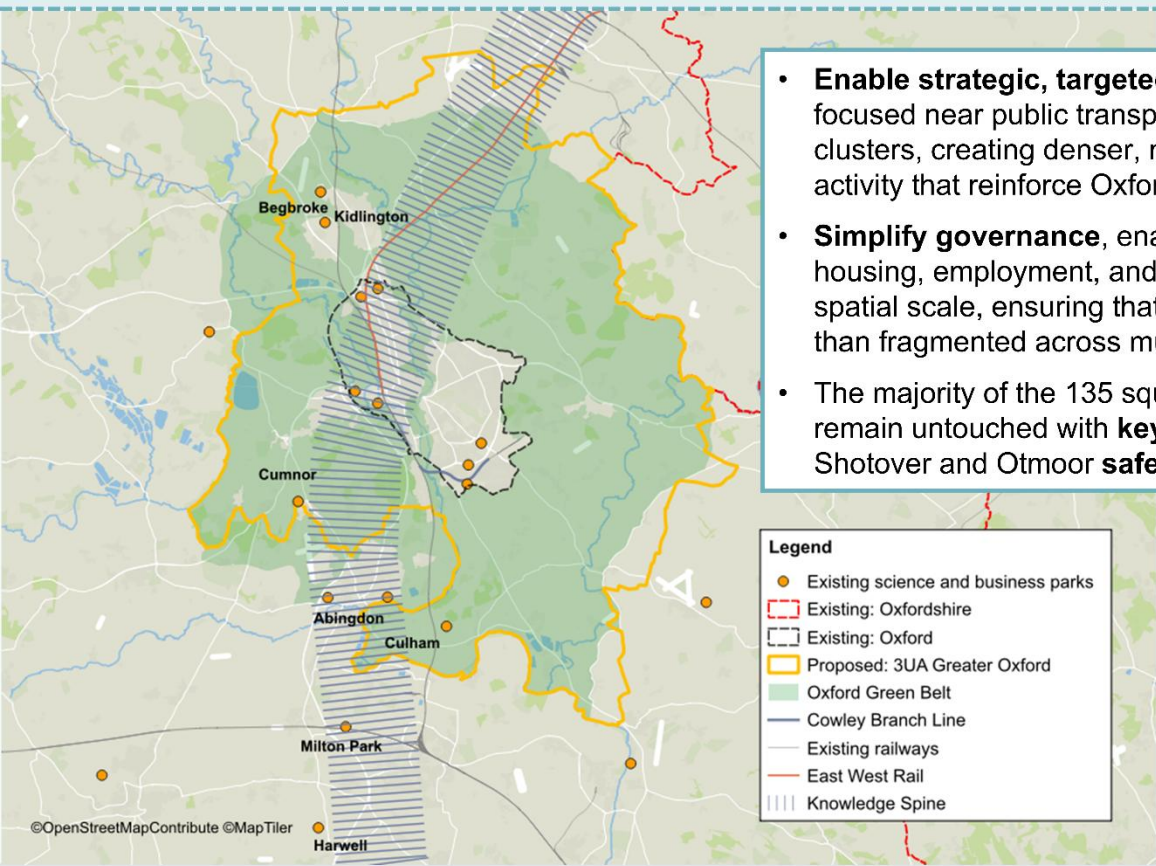 • Enable strategic, targeted
focused near public transp
clusters, creating denser, m
activity that reinforce Oxfor
• Simplify governance, ena
housing, employment, and
spatial scale, ensuring that
than fragmented across mu
• The majority of the 135 squ
remain untouched with key
Shotover and Otmoor safe
Begbroke
Kidlington
Cumnor
Abingdon
Culham
Milton Park
Harwell
Legend
Existing science and business parks
Existing: Oxfordshire
Existing: Oxford
Proposed: 3UA Greater Oxford
Oxford Green Belt
Cowley Branch Line
Existing railways
East West Rail
Knowledge Spine
©OpenStreetMapContribute ©MapTiler